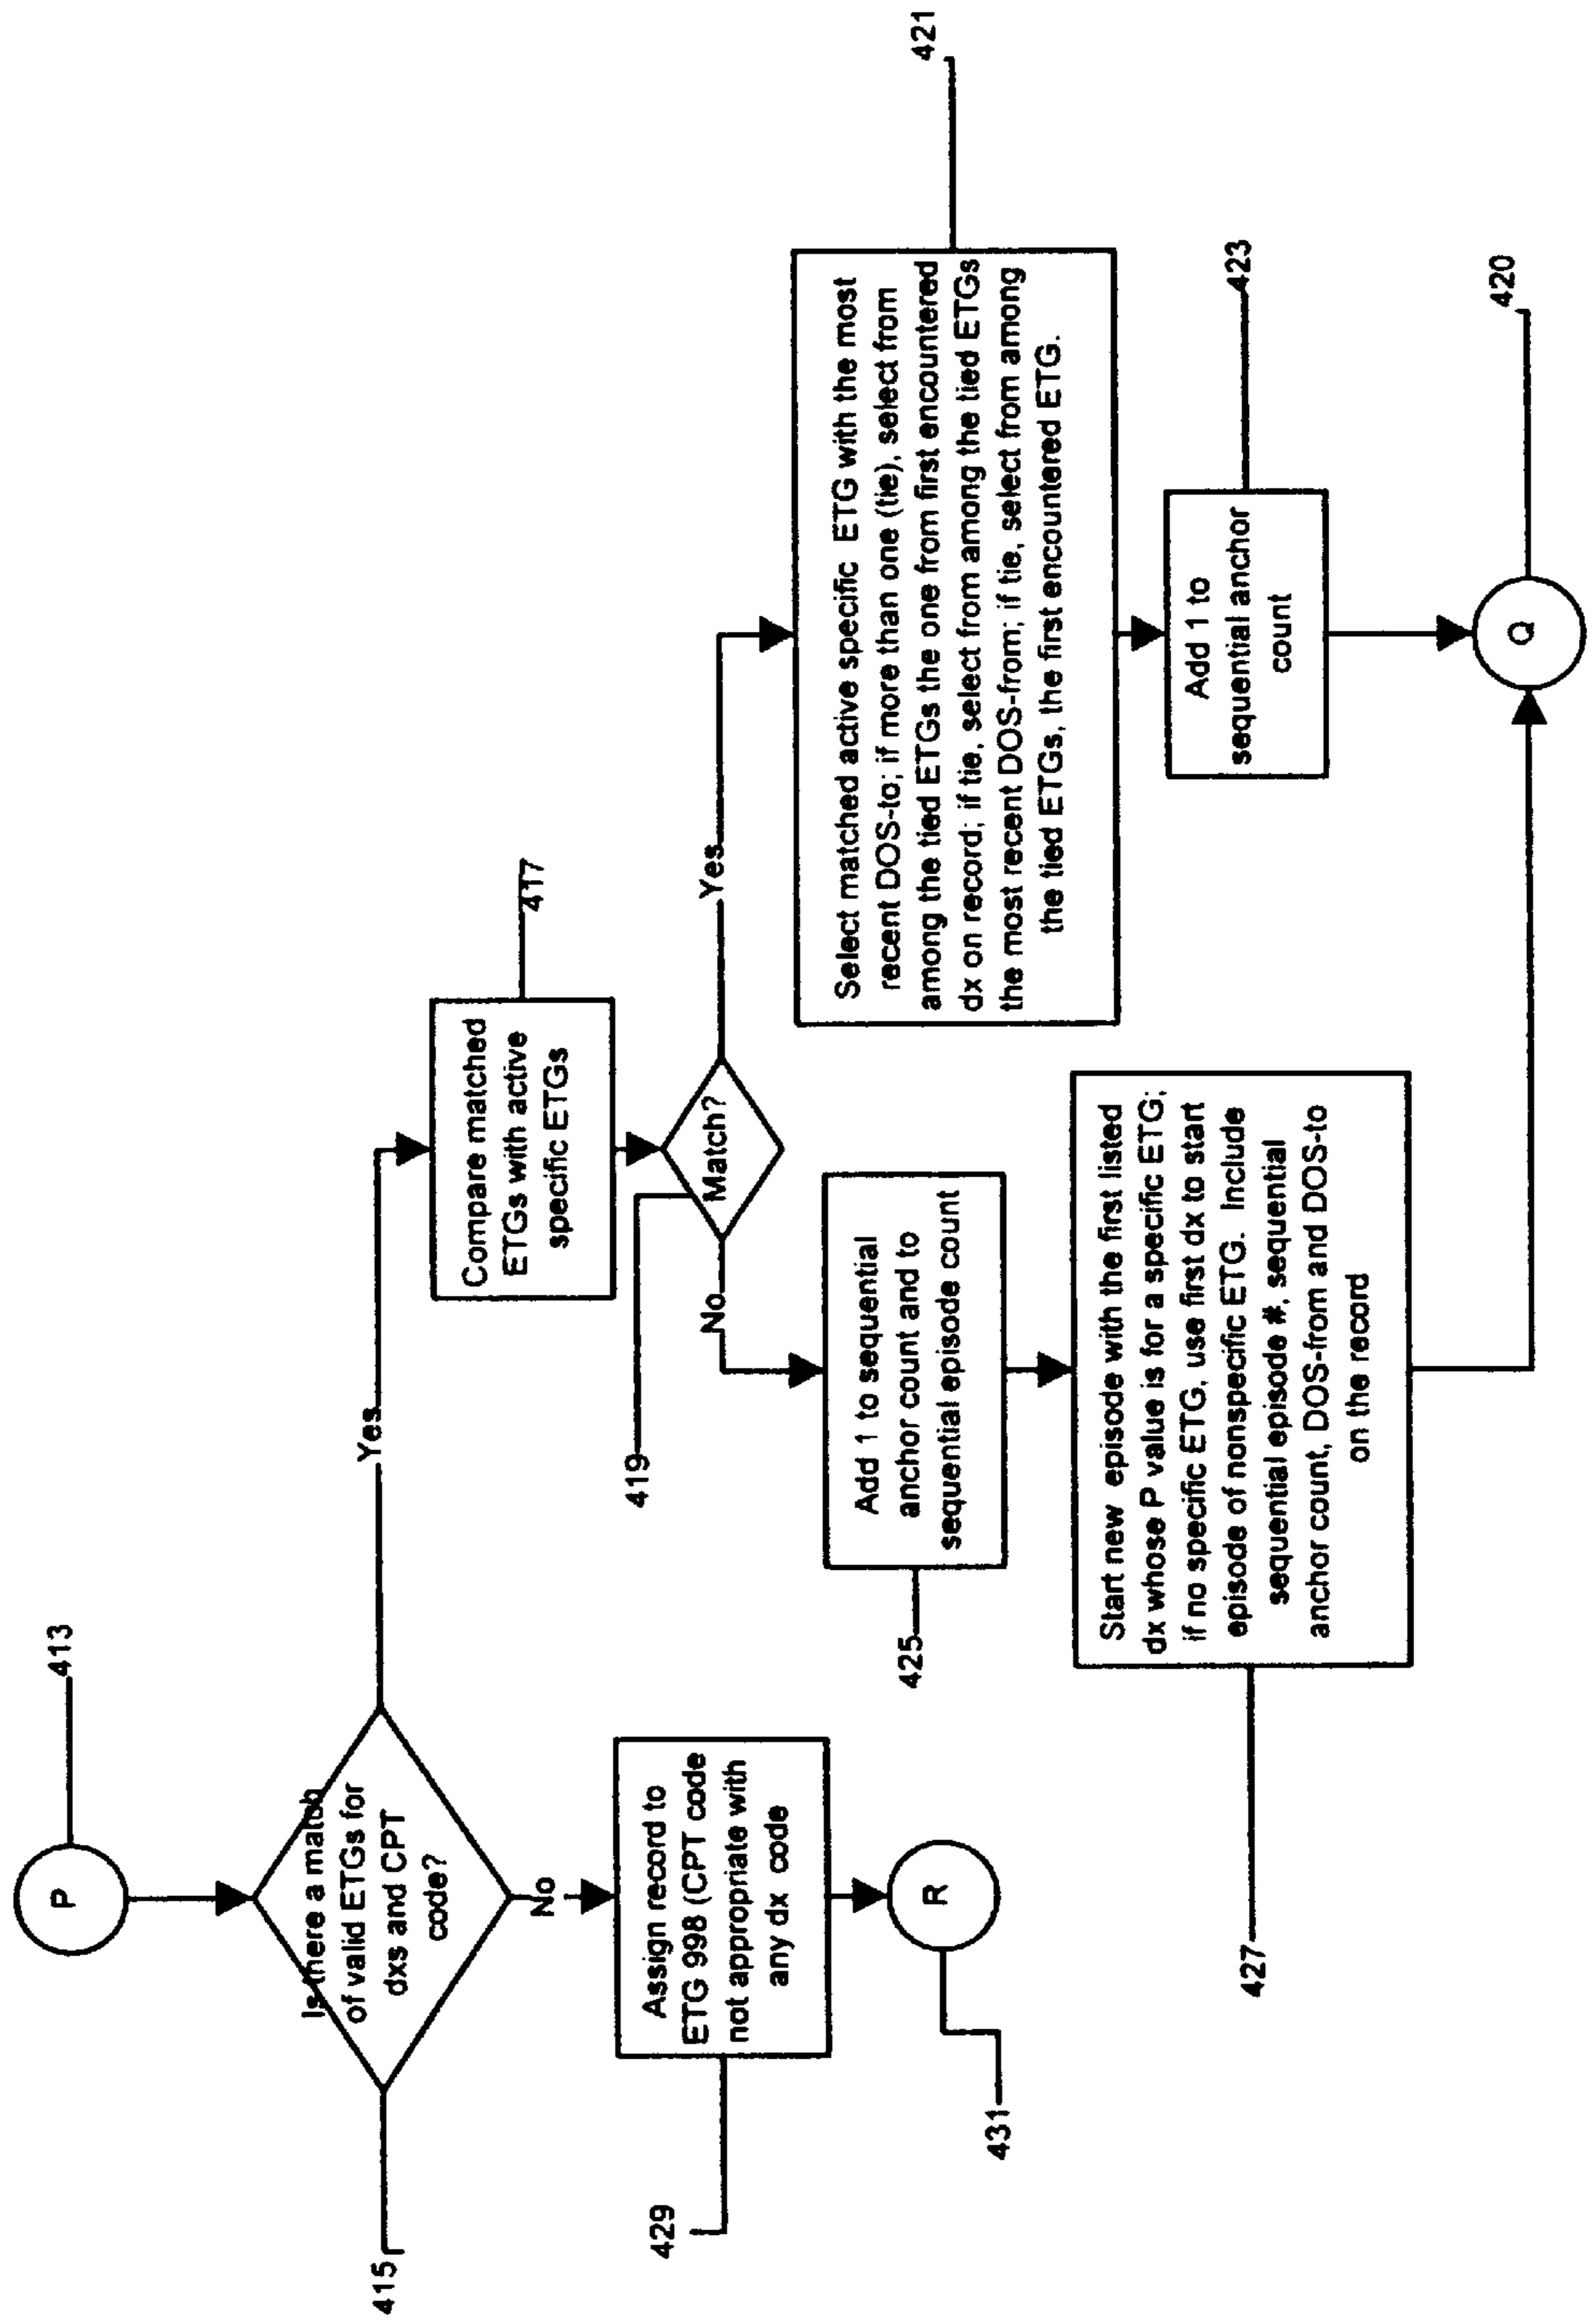 P
413
Is there a match
of valid ETGs for
dxs and CPT
code?
415
Yes
No
Compare matched
ETGs with active
specific ETGs
417
Match?
419
Yes
No
Select matched active specific ETG with the most
recent DOS-to; if more than one (tie), select from
among the tied ETGs the one from first encountered
dx on record; if tie, select from among the tied ETGs
the most recent DOS-from; if tie, select from among
the tied ETGs, the first encountered ETG.
421
Add 1 to
sequential anchor
count
423
Add 1 to sequential
anchor count and to
sequential episode count
425
Start new episode with the first listed
dx whose P value is for a specific ETG;
if no specific ETG, use first dx to start
episode of nonspecific ETG. Include
sequential episode #, sequential
anchor count, DOS-from and DOS-to
on the record
427
Assign record to
ETG 998 (CPT code
not appropriate with
any dx code
429
R
431
Q
420